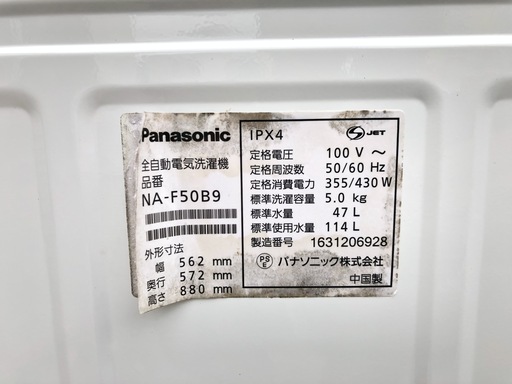 Panasonic
全自動電気洗濯機
品番
NA-F50B9
外形寸法
幅 562 mm
奥行 572 mm
高さ 880 mm
IPX4 S JET
定格電圧 100 V ～
定格周波数 50/60 Hz
定格消費電力 355/430 W
標準洗濯容量 5.0 kg
標準水量 47 L
標準使用水量 114 L
製造番号 1631206928
PSE パナソニック株式会社
中国製